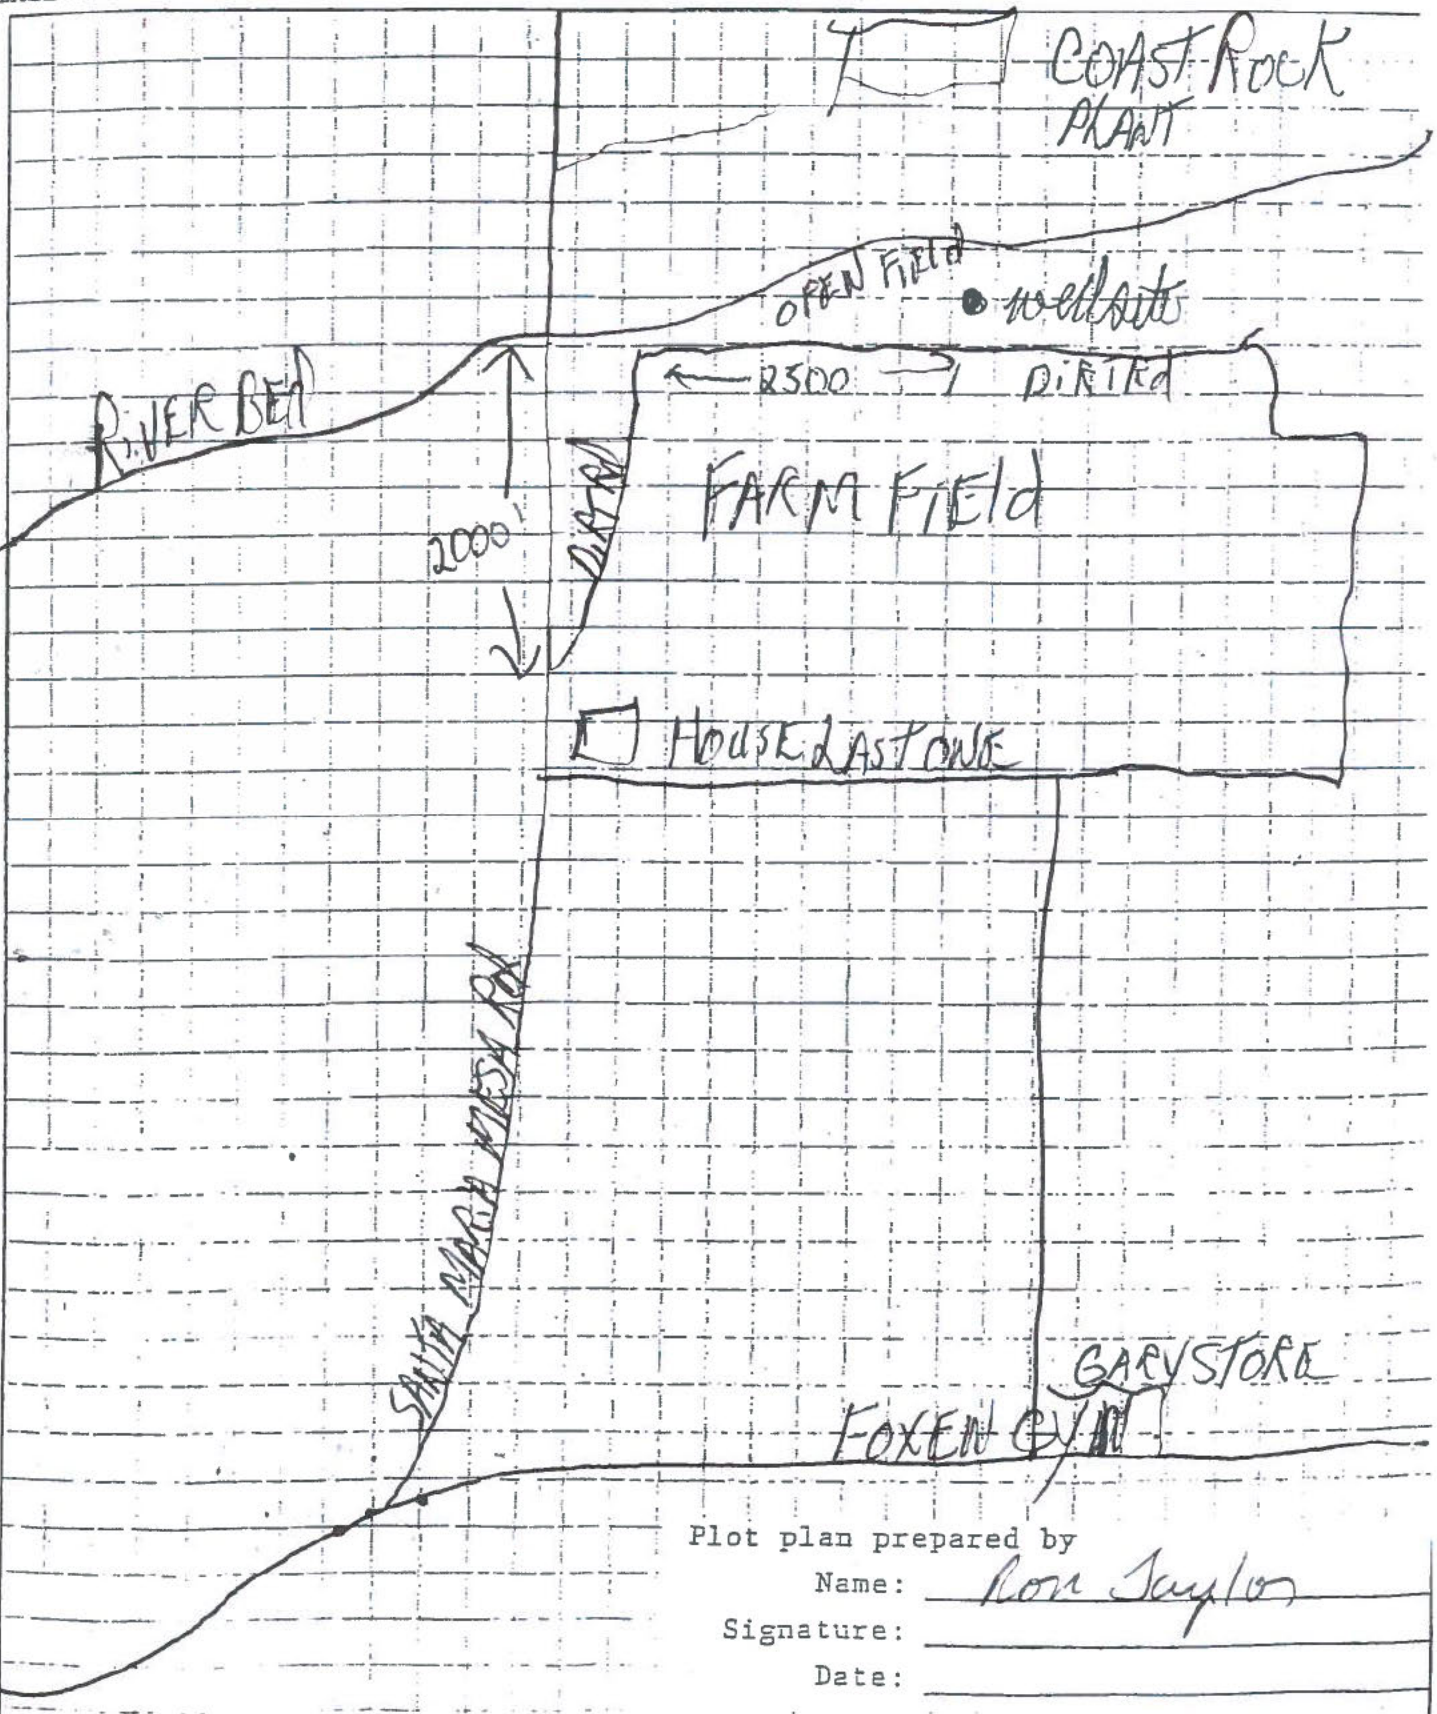 COAST ROCK
PLANT
OPEN FIELD
wellsite
RIVER BED
2500
DIRT RD
DIRT RD
FARM FIELD
2000'
HOUSE LAST ONE
SANTA MARIA MESA Rd
GARY STORE
FOXEN CYN
Plot plan prepared by
Name: Ron Taylor
Signature:
Date: